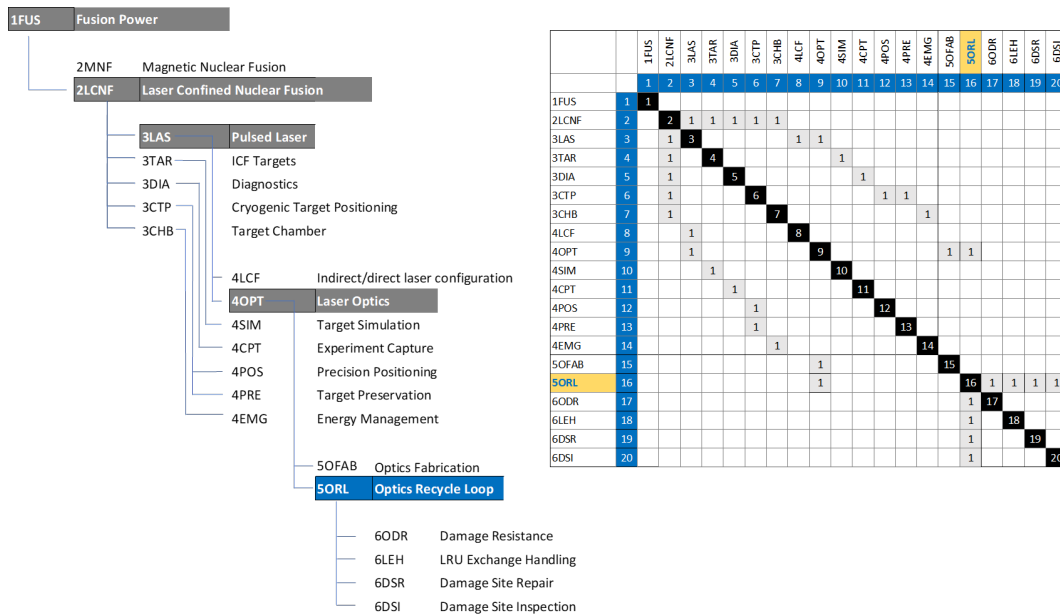 1FUS Fusion Power
2MNF Magnetic Nuclear Fusion
2LCNF Laser Confined Nuclear Fusion
3LAS Pulsed Laser
3TAR ICF Targets
3DIA Diagnostics
3CTP Cryogenic Target Positioning
3CHB Target Chamber
4LCF Indirect/direct laser configuration
4OPT Laser Optics
4SIM Target Simulation
4CPT Experiment Capture
4POS Precision Positioning
4PRE Target Preservation
4EMG Energy Management
5OFAB Optics Fabrication
5ORL Optics Recycle Loop
6ODR Damage Resistance
6LEH LRU Exchange Handling
6DSR Damage Site Repair
6DSI Damage Site Inspection
1FUS 2LCNF 3LAS 3TAR 3DIA 3CTP 3CHB 4LCF 4OPT 4SIM 4CPT 4POS 4PRE 4EMG 5OFAB 5ORL 6ODR 6LEH 6DSR 6DSI
1 2 3 4 5 6 7 8 9 10 11 12 13 14 15 16 17 18 19 20
1FUS 1 1
2LCNF 2 2 1 1 1 1 1
3LAS 3 1 3 1 1
3TAR 4 1 4 1
3DIA 5 1 5 1
3CTP 6 1 6 1 1
3CHB 7 1 7 1
4LCF 8 1 8
4OPT 9 1 9 1 1
4SIM 10 1 10
4CPT 11 1 11
4POS 12 1 12
4PRE 13 1 13
4EMG 14 1 14
5OFAB 15 1 15
5ORL 16 1 16 1 1 1 1
6ODR 17 1 17
6LEH 18 1 18
6DSR 19 1 19
6DSI 20 1 20